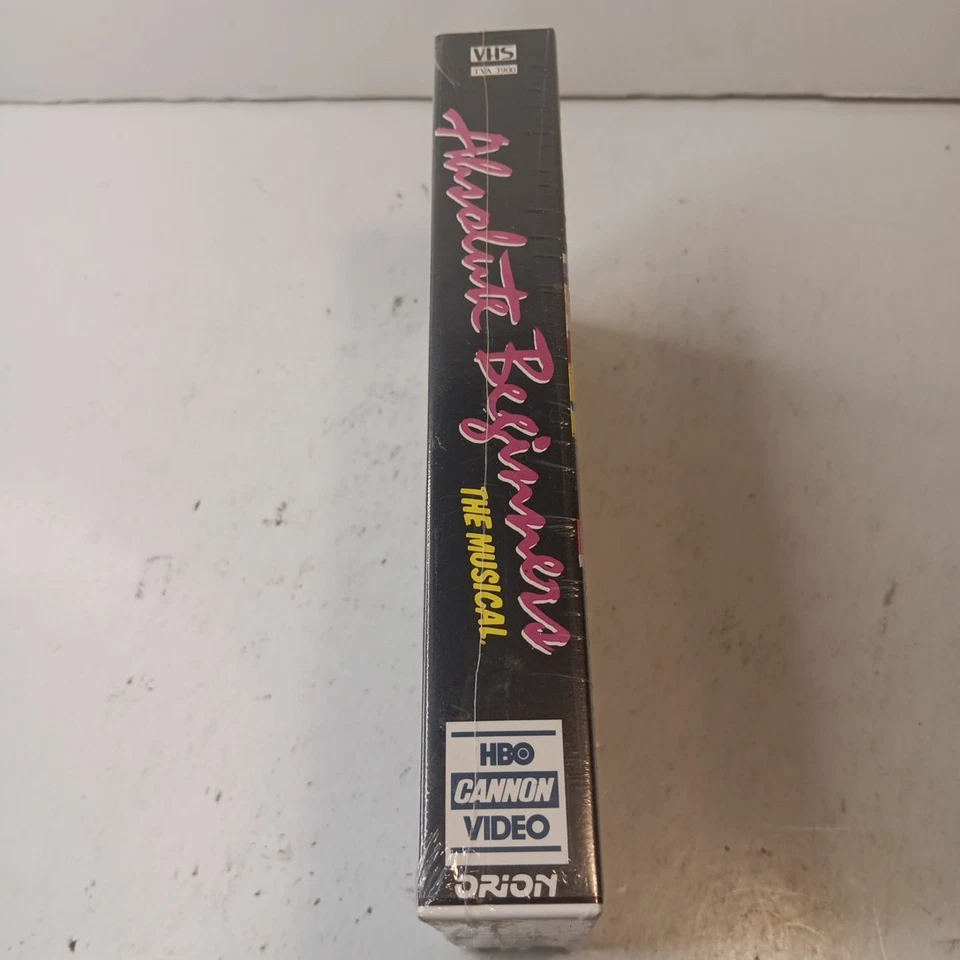 VHS
TVA 3900
Absolute Beginners
THE MUSICAL.
HBO
CANNON
VIDEO
ORION